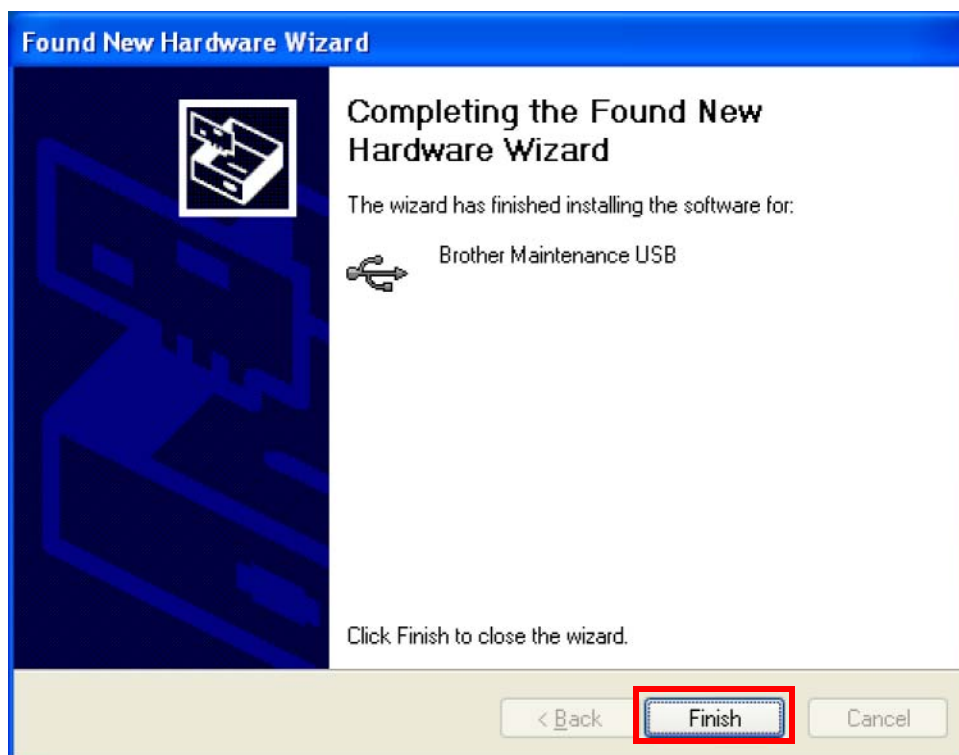 Found New Hardware Wizard
Completing the Found New
Hardware Wizard
The wizard has finished installing the software for:
Brother Maintenance USB
Click Finish to close the wizard.
< Back
Finish
Cancel